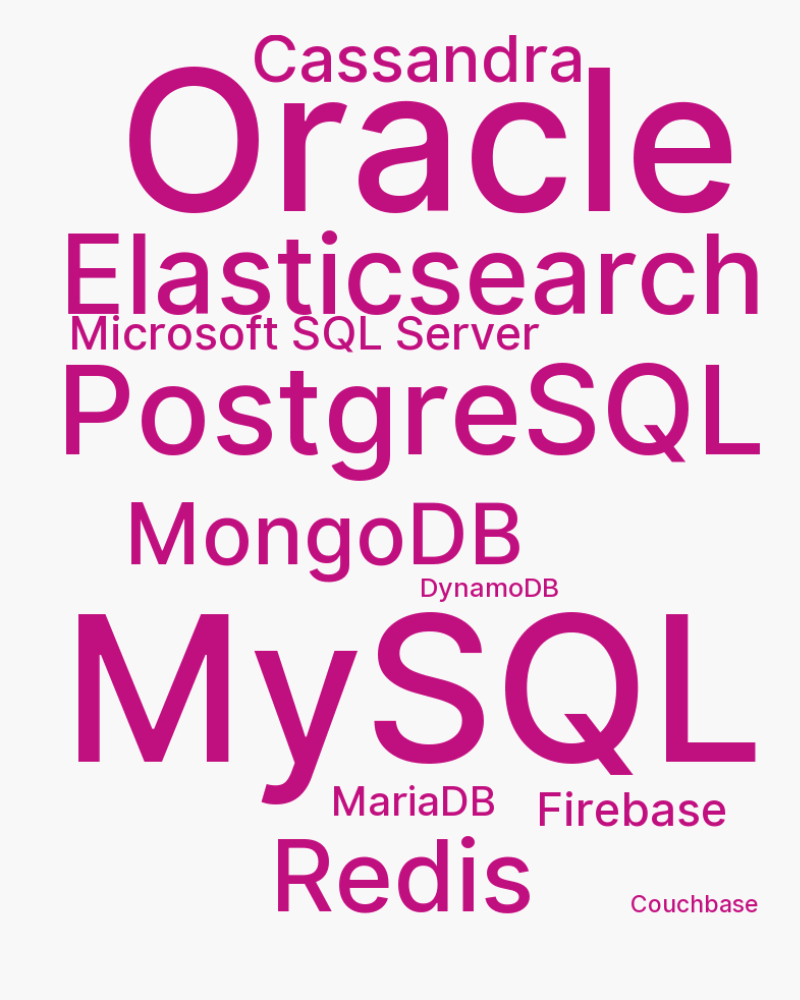 Cassandra
Oracle
Elasticsearch
Microsoft SQL Server
PostgreSQL
MongoDB
DynamoDB
MySQL
MariaDB
Firebase
Redis
Couchbase